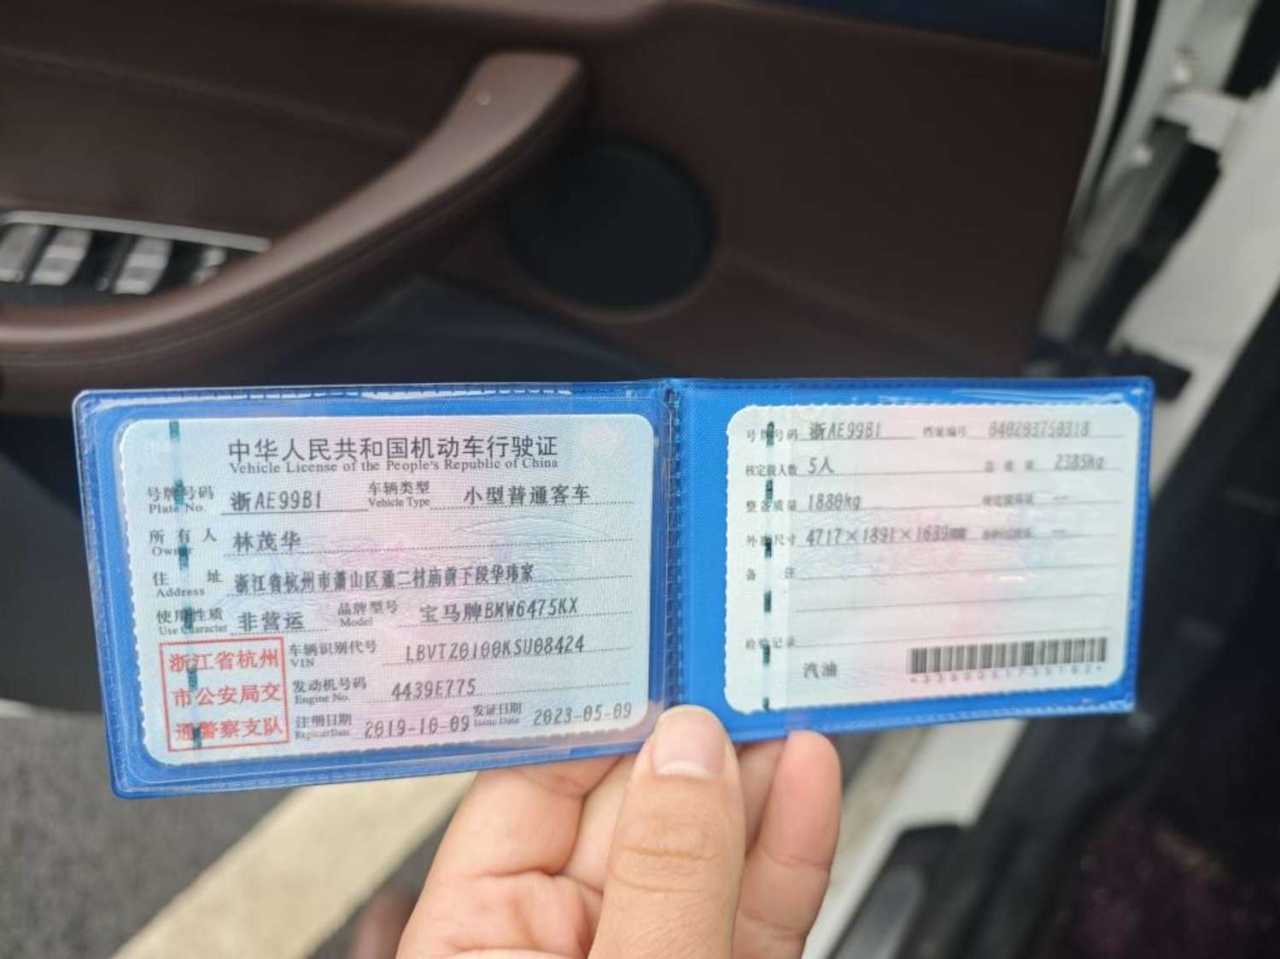 中华人民共和国机动车行驶证
Vehicle License of the People's Republic of China
号牌号码 浙AE99B1 车辆类型 小型普通客车
Plate No. Vehicle Type
所有人 林茂华
Owner
住址 浙江省杭州市萧山区 二村庙前下段华玮家
Address
使用性质 非营运 品牌型号 宝马牌BMW6475KX
Use Character Model
车辆识别代号 LBVTZ0100KSU08424
VIN
发动机号码 4439E775
Engine No.
注册日期 2019-10-09 发证日期 2023-05-09
Register Date Issue Date
浙江省杭州
市公安局交
通警察支队
号牌号码 浙AE99B1 档案编号
核定载人数 5人 总质量 2385kg
整备质量 1880kg 核定载质量 --
外廓尺寸 4717×1891×1689mm --
备注
检验记录
汽油